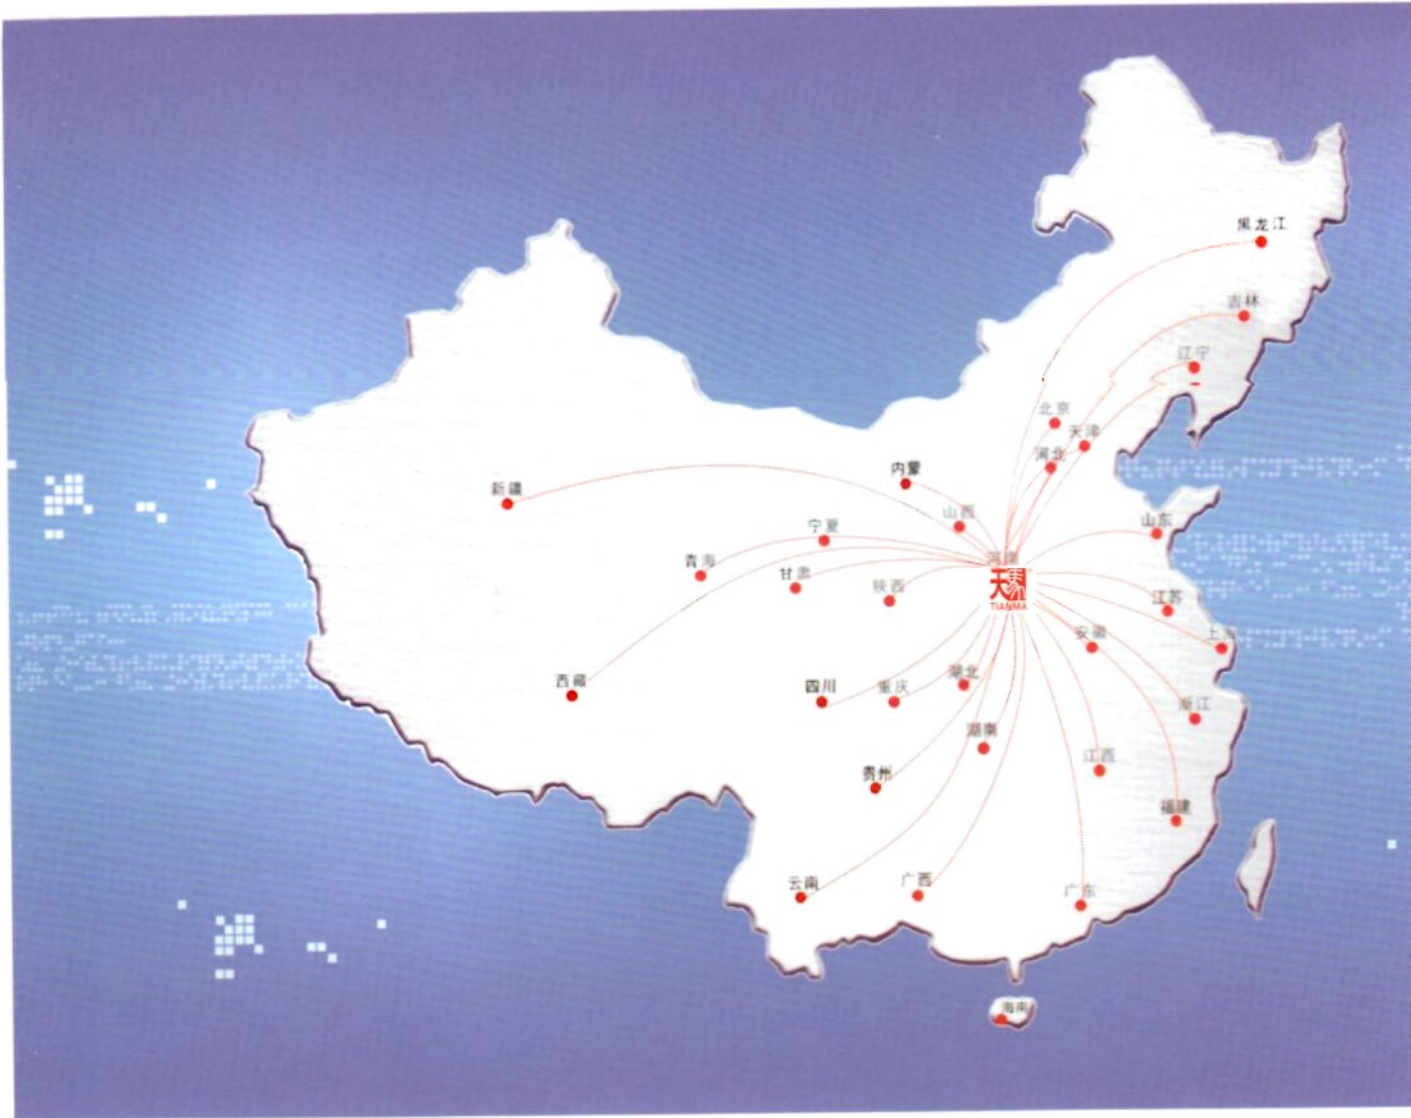 黑龙江
吉林
辽宁
北京
天津
河北
内蒙
新疆
山西
山东
宁夏
青海
甘肃
陕西
河南
天馬
TIANMA
江苏
安徽
上海
西藏
四川
重庆
湖北
浙江
湖南
江西
贵州
福建
云南
广西
广东
海南